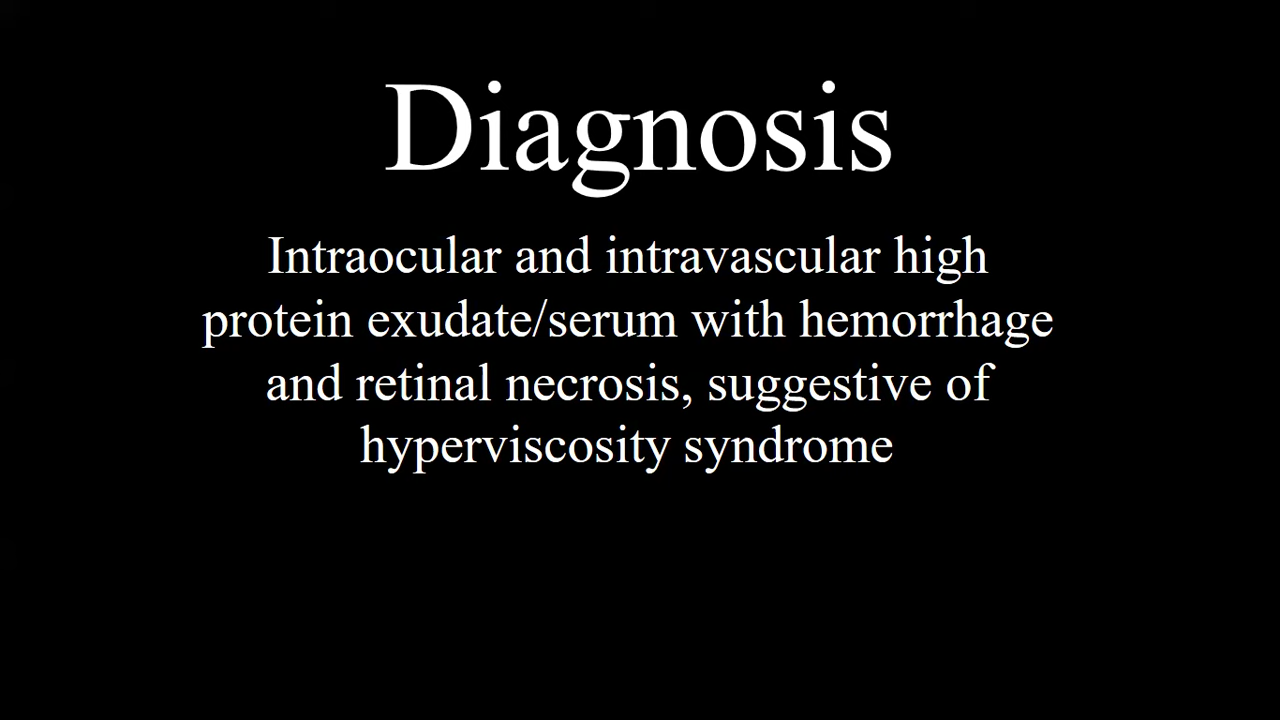 Diagnosis
Intraocular and intravascular high
protein exudate/serum with hemorrhage
and retinal necrosis, suggestive of
hyperviscosity syndrome